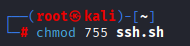 ┌──(root㉿kali)-[~]
└─# chmod 755 ssh.sh